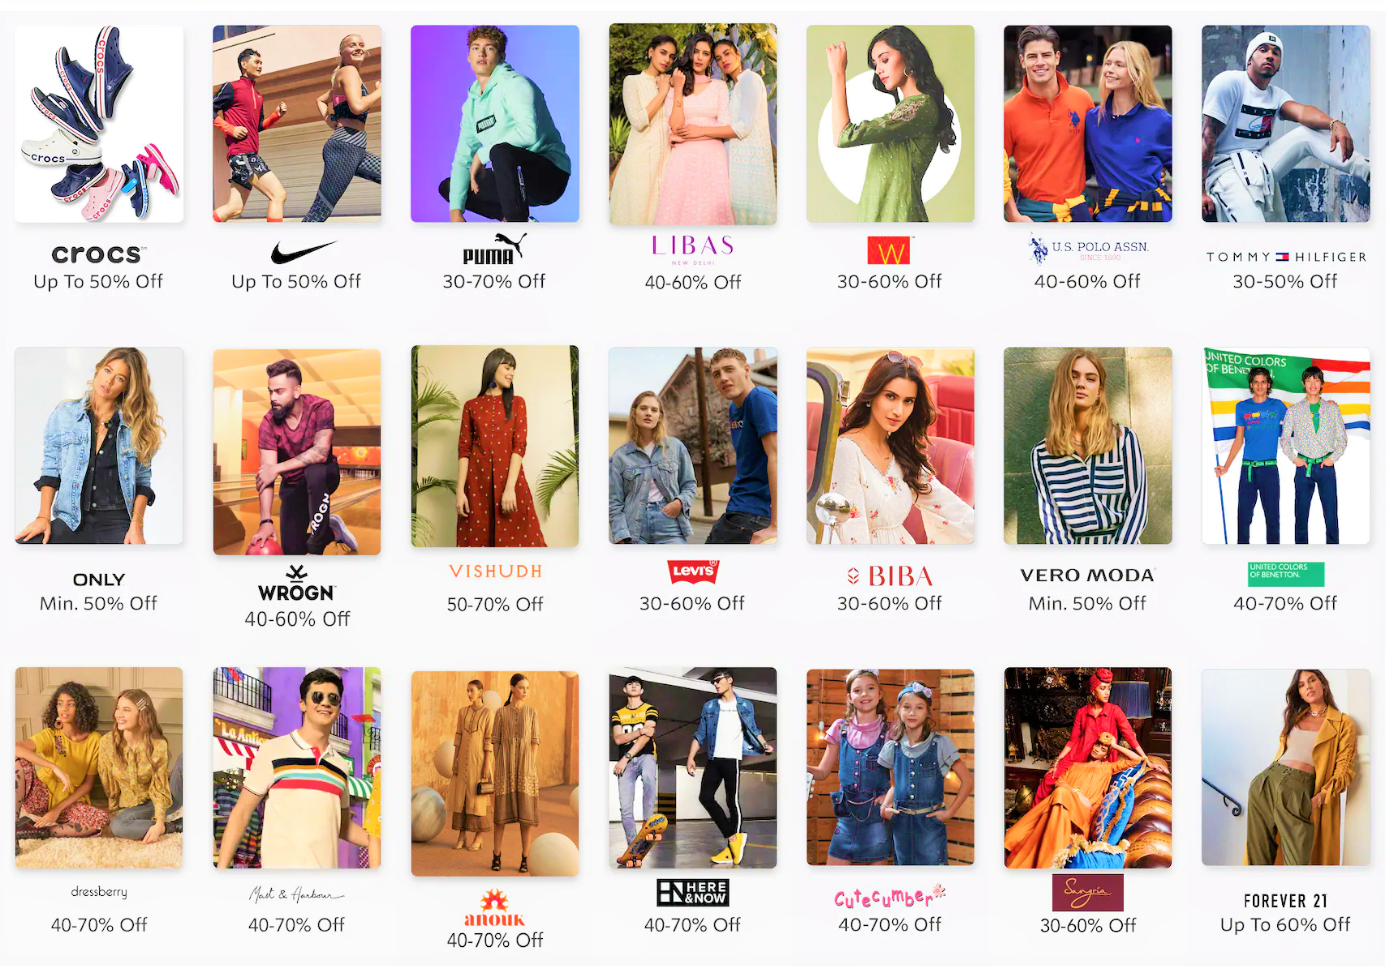 crocs™
Up To 50% Off
Up To 50% Off
PUMA
30-70% Off
LIBAS
NEW DELHI
40-60% Off
W
30-60% Off
U.S. POLO ASSN.
SINCE 1890
40-60% Off
TOMMY HILFIGER
30-50% Off
ONLY
Min. 50% Off
WROGN
40-60% Off
VISHUDH
50-70% Off
LEVI'S
30-60% Off
BIBA
30-60% Off
VERO MODA
Min. 50% Off
UNITED COLORS
OF BENETTON.
UNITED COLORS
OF BENETTON.
40-70% Off
dressberry
40-70% Off
Mast & Harbour
40-70% Off
anouk
40-70% Off
HERE
&NOW
40-70% Off
Cutecumber
40-70% Off
Sangria
30-60% Off
FOREVER 21
Up To 60% Off